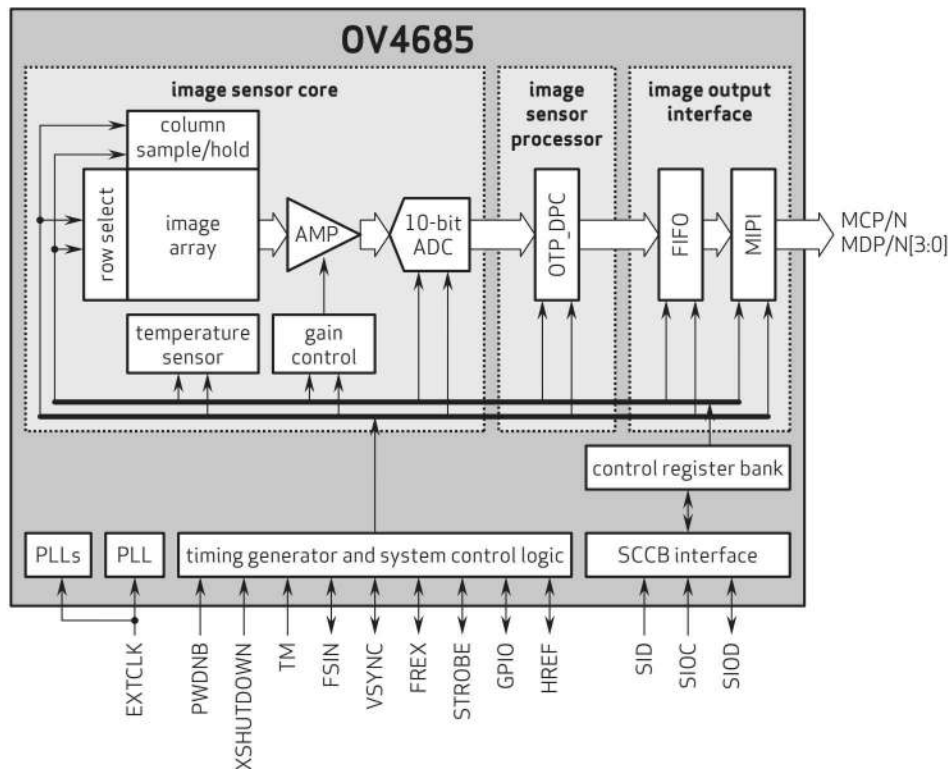 OV4685
image sensor core
image
sensor
processor
image output
interface
column
sample/hold
row select
image
array
AMP
10-bit
ADC
OTP_DPC
FIFO
MIPI
MCP/N
MDP/N[3:0]
temperature
sensor
gain
control
control register bank
PLLs
PLL
timing generator and system control logic
SCCB interface
EXTCLK
PWDNB
XSHUTDOWN
TM
FSIN
VSYNC
FREX
STROBE
GPIO
HREF
SID
SIOC
SIOD